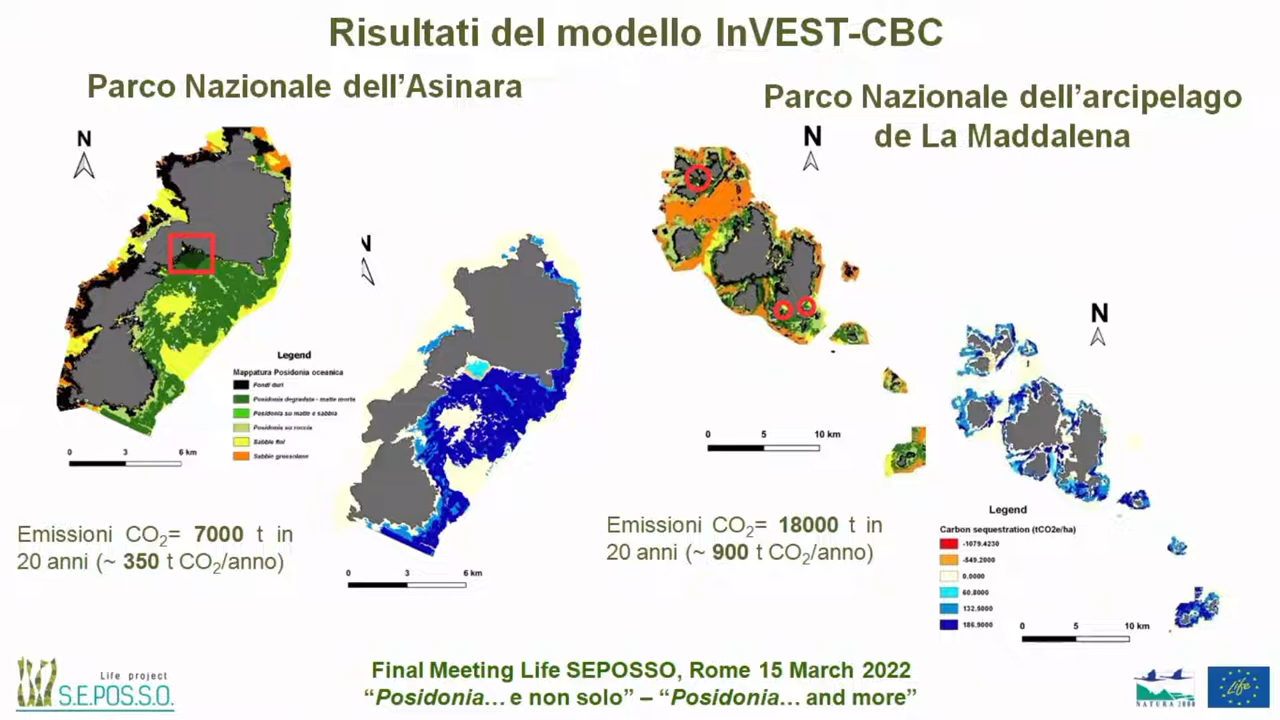 Risultati del modello InVEST-CBC
Parco Nazionale dell’Asinara
Parco Nazionale dell’arcipelago
de La Maddalena
N
N
N
N
Legend
Mappatura Posidonia oceanica
Fondi duri
Posidonia degradata - matte morta
Posidonia su matte e sabbia
Posidonia su roccia
Sabbie fini
Sabbie grossolane
0 3 6 km
0 3 6 km
0 5 10 km
0 5 10 km
Legend
Carbon sequestration (tCO2e/ha)
-1079.4230
-549.2000
0.0000
60.8000
132.5000
186.9000
Emissioni CO2= 7000 t in
20 anni (~ 350 t CO2/anno)
Emissioni CO2= 18000 t in
20 anni (~ 900 t CO2/anno)
Life project
S.E.POS.S.O.
Final Meeting Life SEPOSSO, Rome 15 March 2022
“Posidonia… e non solo” – “Posidonia… and more”
NATURA 2000
Life